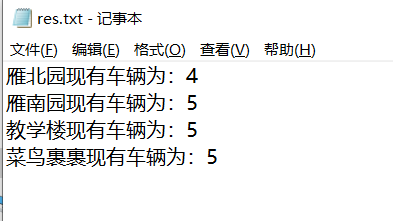 res.txt - 记事本
文件(F) 编辑(E) 格式(O) 查看(V) 帮助(H)
雁北园现有车辆为：4
雁南园现有车辆为：5
教学楼现有车辆为：5
菜鸟裹裹现有车辆为：5